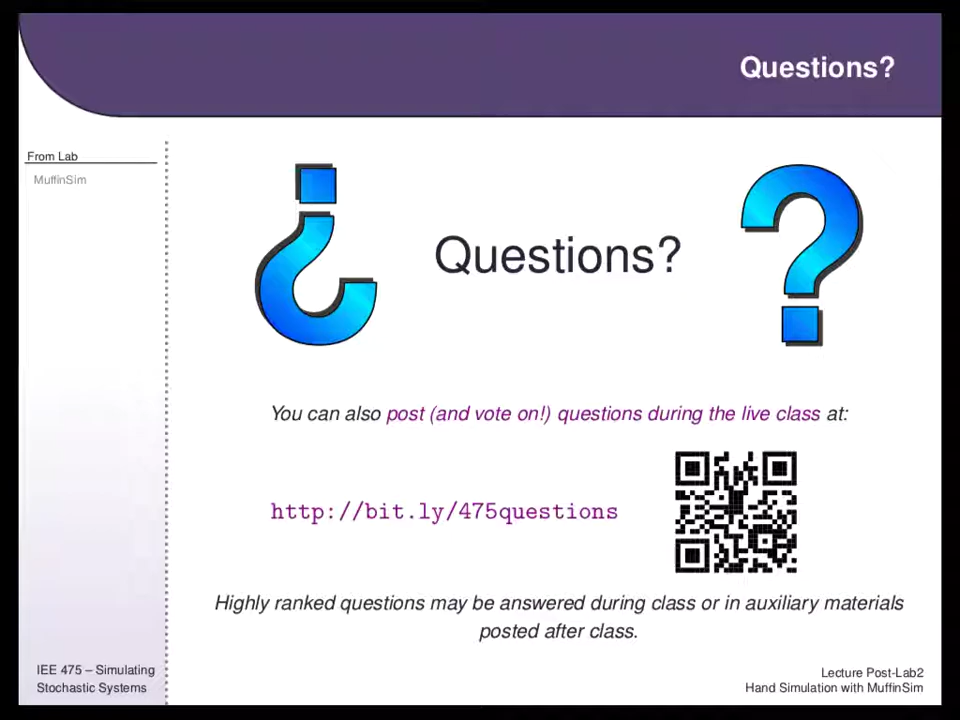 Questions?
From Lab
MuffinSim
¿
Questions?
?
You can also post (and vote on!) questions during the live class at:
http://bit.ly/475questions
Highly ranked questions may be answered during class or in auxiliary materials
posted after class.
IEE 475 – Simulating
Stochastic Systems
Lecture Post-Lab2
Hand Simulation with MuffinSim